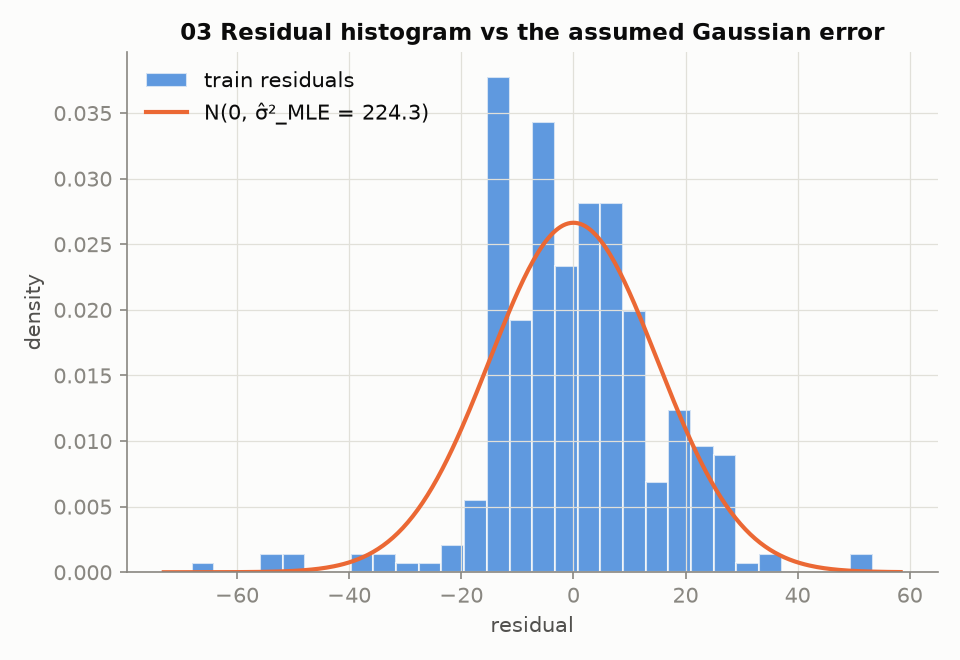 03 Residual histogram vs the assumed Gaussian error
train residuals
N(0, σ̂²_MLE = 224.3)
density
0.035
0.030
0.025
0.020
0.015
0.010
0.005
0.000
−60 −40 −20 0 20 40 60
residual